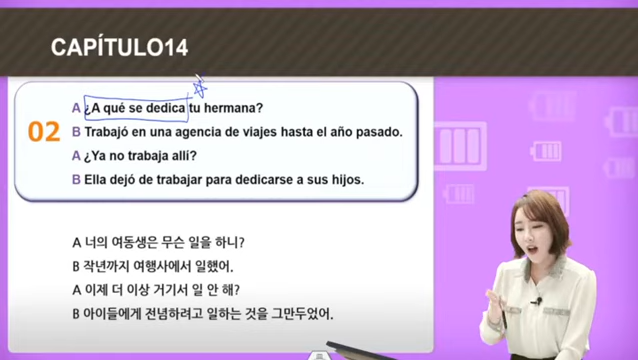 CAPÍTULO14
02
A ¿A qué se dedica tu hermana?
B Trabajó en una agencia de viajes hasta el año pasado.
A ¿Ya no trabaja allí?
B Ella dejó de trabajar para dedicarse a sus hijos.
A 너의 여동생은 무슨 일을 하니?
B 작년까지 여행사에서 일했어.
A 이제 더 이상 거기서 일 안 해?
B 아이들에게 전념하려고 일하는 것을 그만두었어.